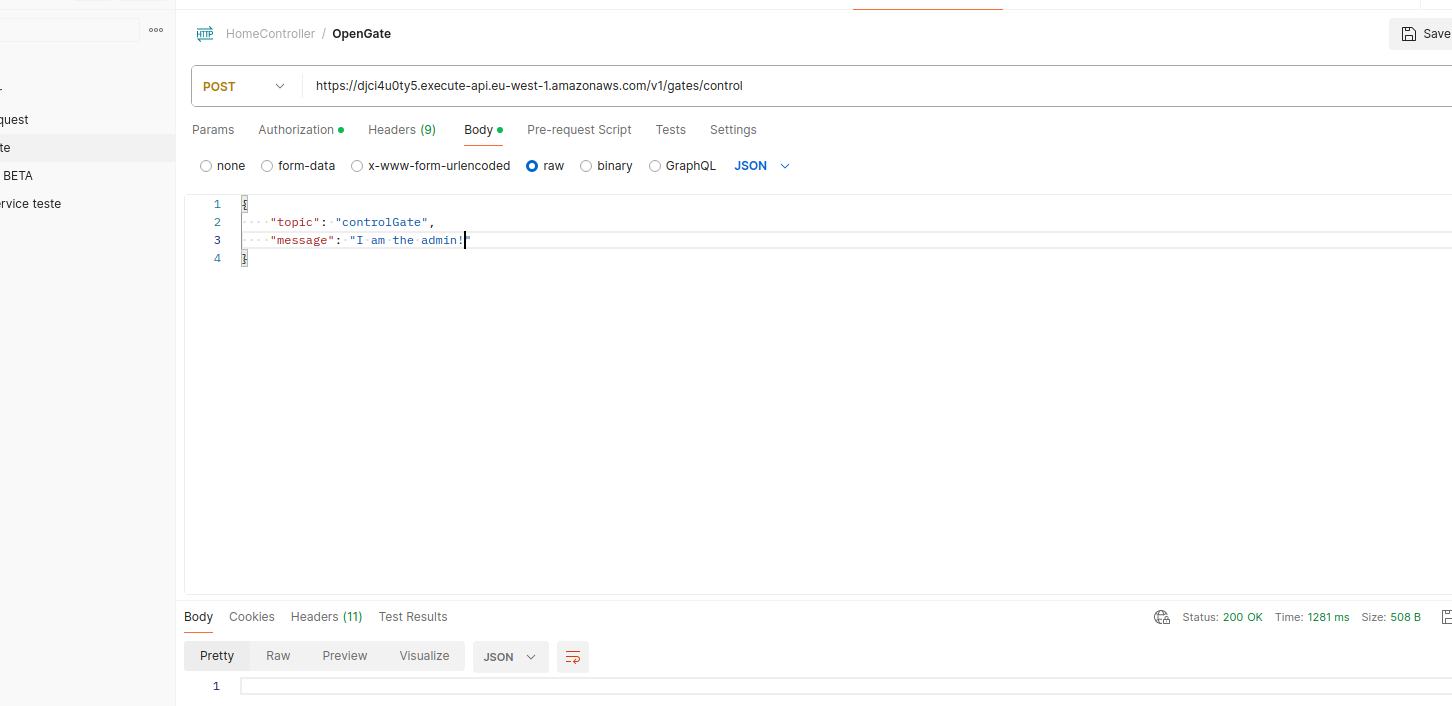 HTTP HomeController / OpenGate
Save
POST https://djci4u0ty5.execute-api.eu-west-1.amazonaws.com/v1/gates/control
Params Authorization Headers (9) Body Pre-request Script Tests Settings
quest
te
BETA
rvice teste
none form-data x-www-form-urlencoded raw binary GraphQL JSON
1 {
2 "topic": "controlGate",
3 "message": "I am the admin!"
4 }
Body Cookies Headers (11) Test Results
Status: 200 OK Time: 1281 ms Size: 508 B
Pretty Raw Preview Visualize JSON
1